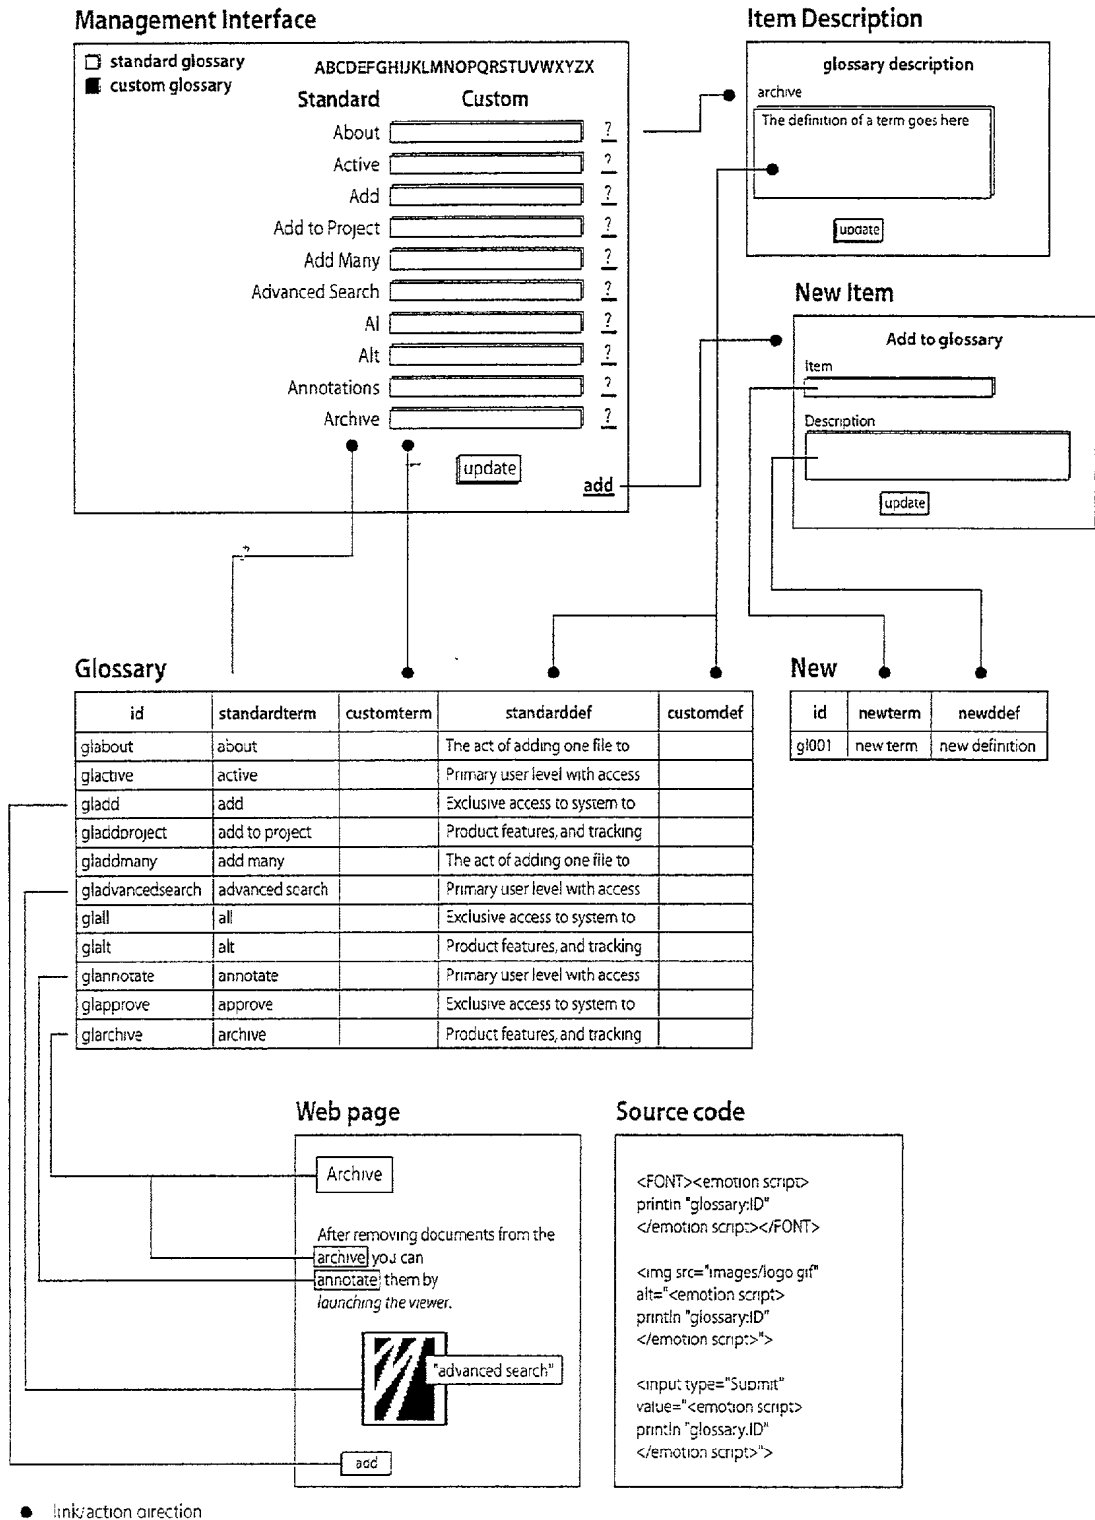 Management Interface
standard glossary
custom glossary
ABCDEFGHIJKLMNOPQRSTUVWXYZX
Standard Custom
About ?
Active ?
Add ?
Add to Project ?
Add Many ?
Advanced Search ?
Al ?
Alt ?
Annotations ?
Archive ?
update
add
Item Description
glossary description
archive
The definition of a term goes here
update
New Item
Add to glossary
Item
Description
update
Glossary
id standardterm customterm standarddef customdef
glabout about The act of adding one file to
glactive active Primary user level with access
gladd add Exclusive access to system to
gladdproject add to project Product features, and tracking
gladdmany add many The act of adding one file to
gladvancedsearch advanced search Primary user level with access
glall all Exclusive access to system to
glalt alt Product features, and tracking
glannotate annotate Primary user level with access
glapprove approve Exclusive access to system to
glarchive archive Product features, and tracking
New
id newterm newddef
gl001 new term new definition
Web page
Archive
After removing documents from the
archive you can
annotate them by
launching the viewer.
"advanced search"
add
Source code
<FONT><emotion script>
println "glossary:ID"
</emotion script></FONT>
<img src="images/logo gif"
alt="<emotion script>
println "glossary:ID"
</emotion script>">
<input type="Submit"
value="<emotion script>
println "glossary.ID"
</emotion script>">
link/action direction